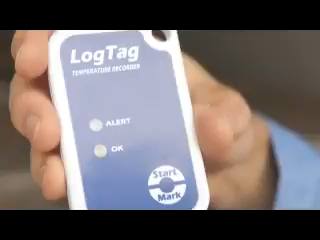 LogTag
TEMPERATURE RECORDER
ALERT
OK
Start
Mark